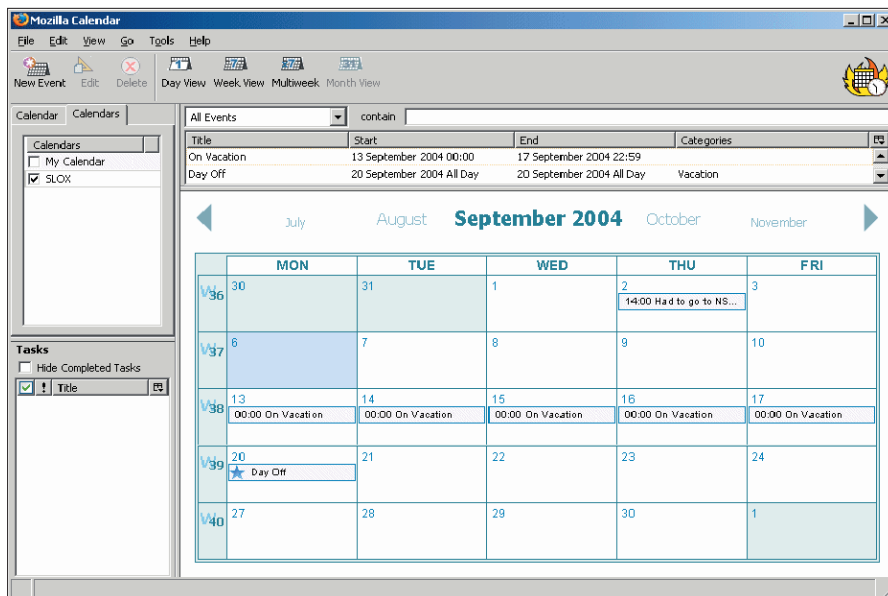 Mozilla Calendar
File Edit View Go Tools Help
New Event Edit Delete Day View Week View Multiweek Month View
Calendar Calendars
Calendars
My Calendar
SLOX
Tasks
Hide Completed Tasks
! Title
All Events contain
Title Start End Categories
On Vacation 13 September 2004 00:00 17 September 2004 22:59
Day Off 20 September 2004 All Day 20 September 2004 All Day Vacation
July August September 2004 October November
MON TUE WED THU FRI
W36 30 31 1 2 3
14:00 Had to go to NS...
W37 6 7 8 9 10
W38 13 14 15 16 17
00:00 On Vacation 00:00 On Vacation 00:00 On Vacation 00:00 On Vacation 00:00 On Vacation
W39 20 21 22 23 24
Day Off
W40 27 28 29 30 1